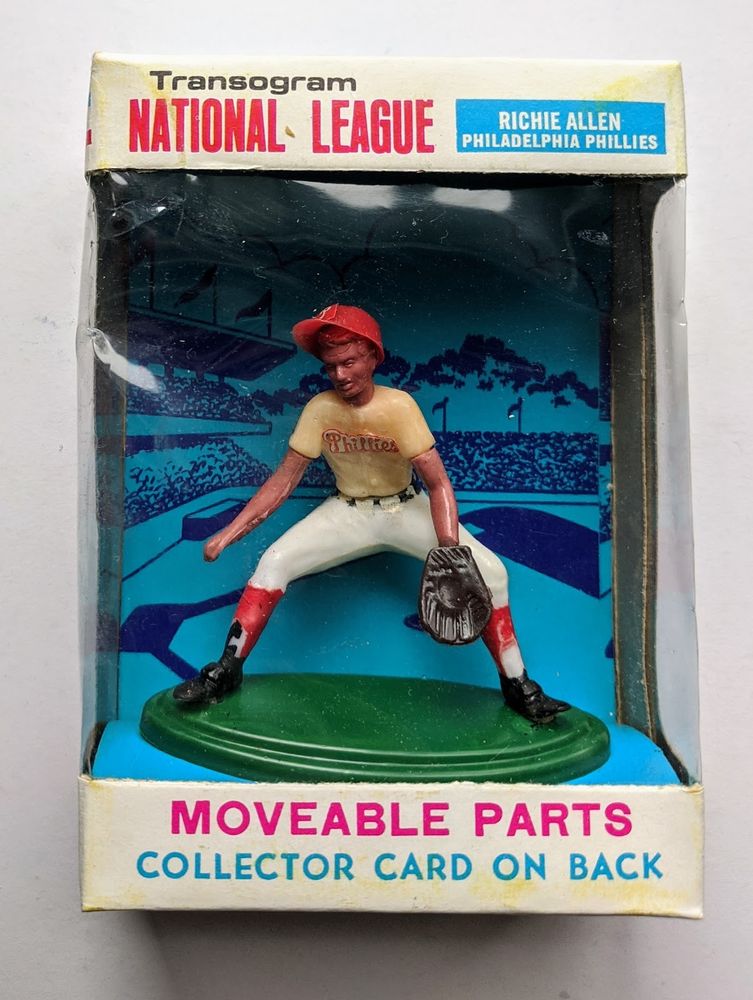 Transogram
NATIONAL LEAGUE
RICHIE ALLEN
PHILADELPHIA PHILLIES
Phillies
MOVEABLE PARTS
COLLECTOR CARD ON BACK